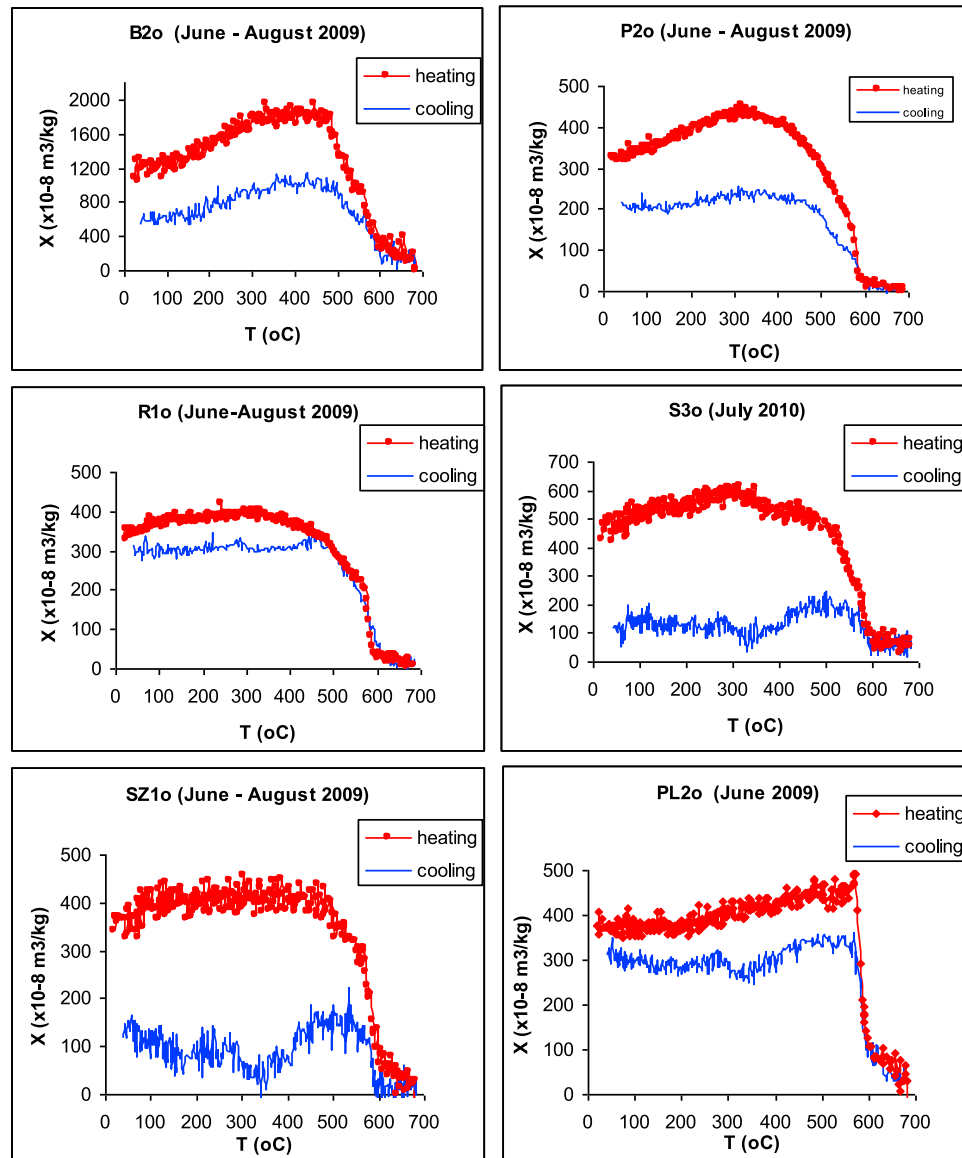 B2o (June - August 2009)
heating
cooling
X (x10-8 m3/kg)
2000
1600
1200
800
400
0
0 100 200 300 400 500 600 700
T (oC)
P2o (June - August 2009)
heating
cooling
X (x10-8 m3/kg)
500
400
300
200
100
0
0 100 200 300 400 500 600 700
T(oC)
R1o (June-August 2009)
heating
cooling
X (x10-8 m3/kg)
500
400
300
200
100
0
0 100 200 300 400 500 600 700
T (oC)
S3o (July 2010)
heating
cooling
X (x10-8 m3/kg)
700
600
500
400
300
200
100
0
0 100 200 300 400 500 600 700
T (oC)
SZ1o (June - August 2009)
heating
cooling
X (x10-8 m3/kg)
500
400
300
200
100
0
0 100 200 300 400 500 600 700
T (oC)
PL2o (June 2009)
heating
cooling
X (x10-8 m3/kg)
500
400
300
200
100
0
0 100 200 300 400 500 600 700
T (oC)